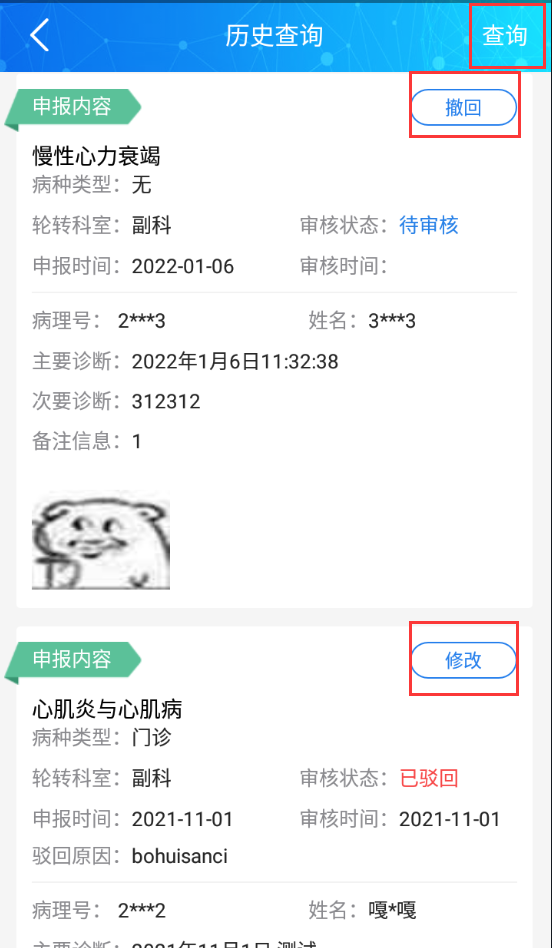 历史查询 查询
申报内容 撤回
慢性心力衰竭
病种类型：无
轮转科室：副科 审核状态：待审核
申报时间：2022-01-06 审核时间：
病理号： 2***3 姓名：3***3
主要诊断：2022年1月6日11:32:38
次要诊断：312312
备注信息：1
申报内容 修改
心肌炎与心肌病
病种类型：门诊
轮转科室：副科 审核状态：已驳回
申报时间：2021-11-01 审核时间：2021-11-01
驳回原因：bohuisanci
病理号： 2***2 姓名：嘎*嘎
主要诊断：2021年11月1日 测试